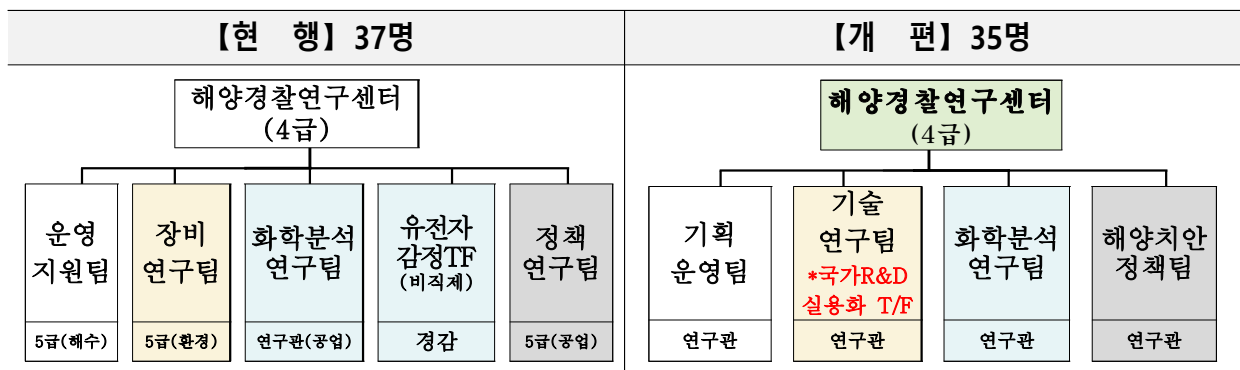 【현 행】 37명
【개 편】 35명
해양경찰연구센터
(4급)
운영
지원팀
5급(해수)
장비
연구팀
5급(환경)
화학분석
연구팀
연구관(공업)
유전자
감정TF
(비직제)
경감
정책
연구팀
5급(공업)
해양경찰연구센터
(4급)
기획
운영팀
연구관
기술
연구팀
*국가R&D
실용화 T/F
연구관
화학분석
연구팀
연구관
해양치안
정책팀
연구관